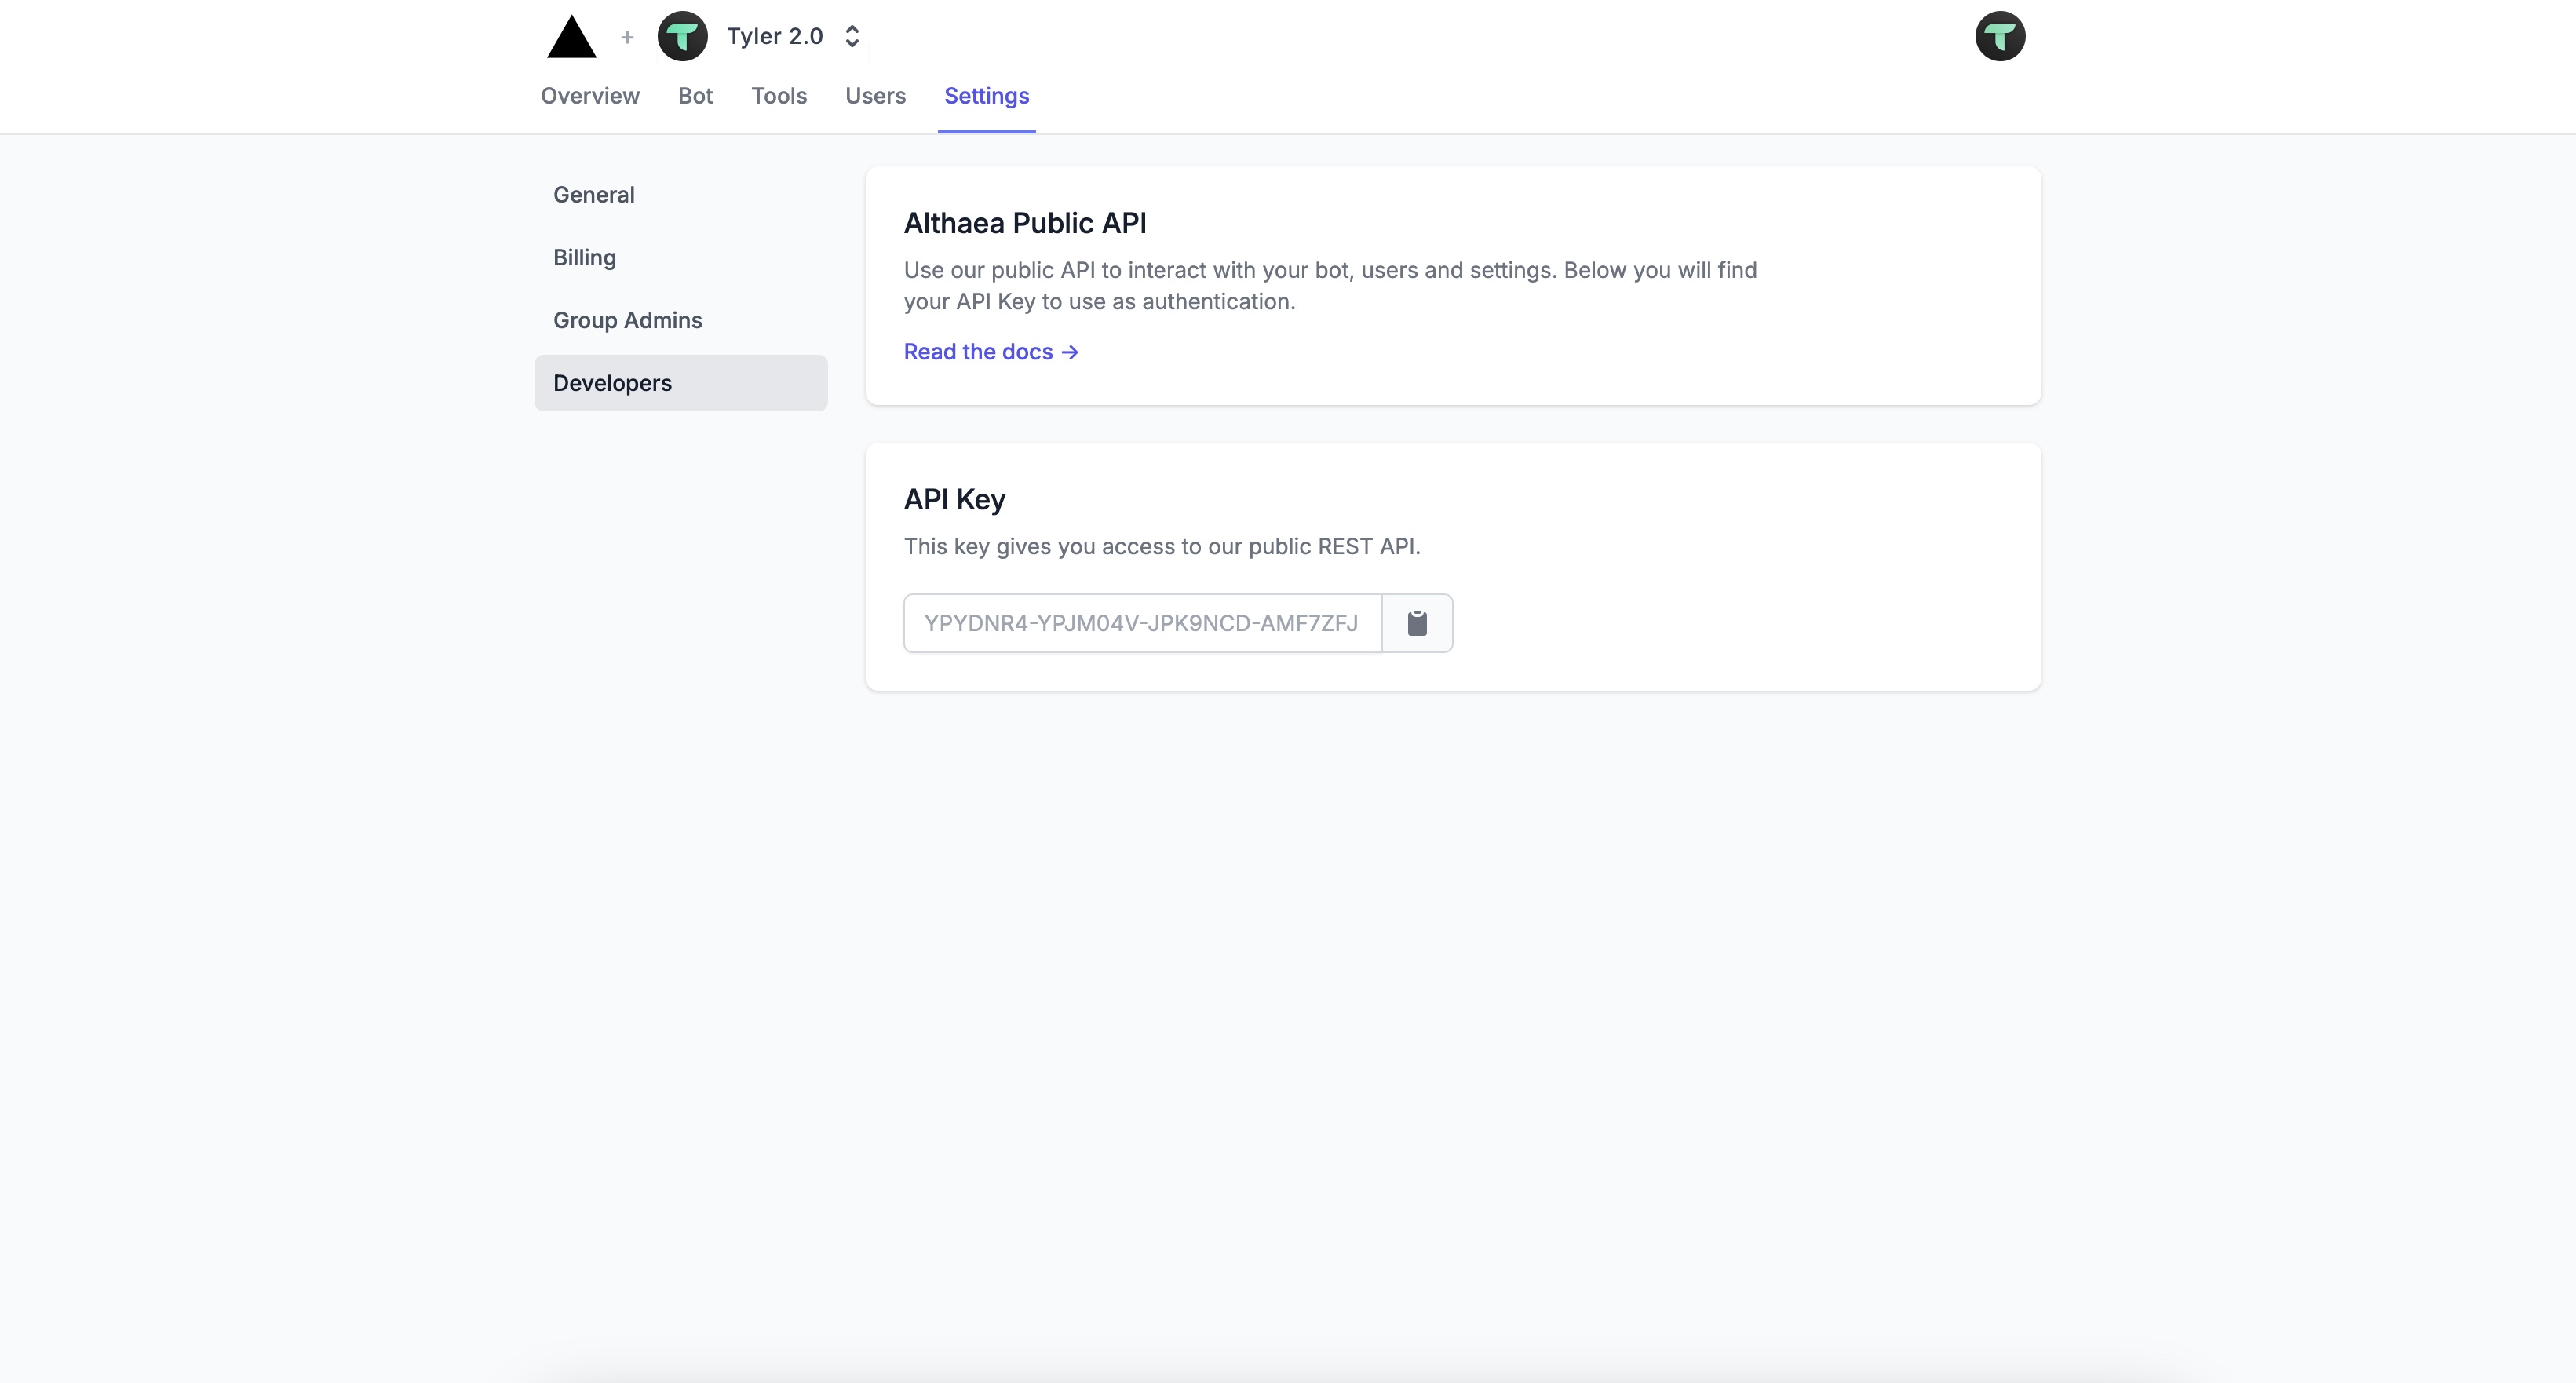 + Tyler 2.0
Overview Bot Tools Users Settings
General
Billing
Group Admins
Developers
Althaea Public API
Use our public API to interact with your bot, users and settings. Below you will find
your API Key to use as authentication.
Read the docs →
API Key
This key gives you access to our public REST API.
YPYDNR4-YPJM04V-JPK9NCD-AMF7ZFJ